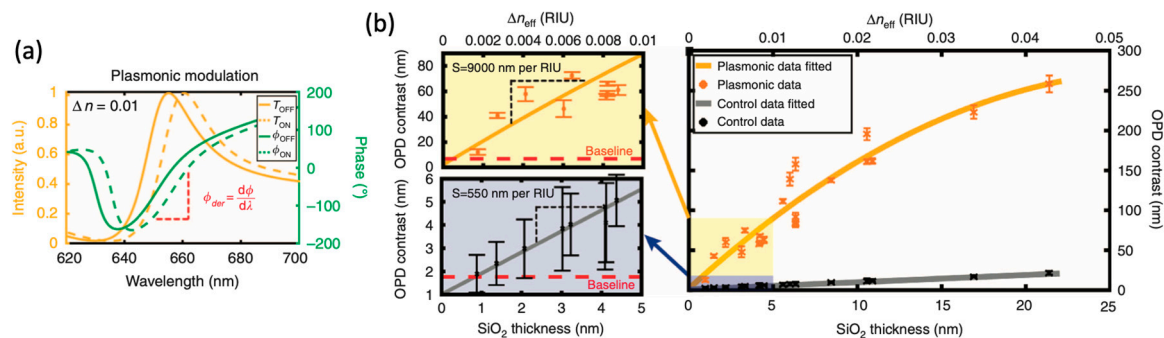 (a)
Plasmonic modulation
Δ n = 0.01
T_OFF
T_ON
ϕ_OFF
ϕ_ON
ϕ_der = dϕ/dλ
Intensity (a.u.)
1
0.8
0.6
0.4
0.2
0
Phase (°)
200
100
0
−100
−200
620 640 660 680 700
Wavelength (nm)
(b)
Δn_eff (RIU)
0 0.002 0.004 0.006 0.008 0.01
S=9000 nm per RIU
OPD contrast (nm)
80
60
40
20
0
Baseline
S=550 nm per RIU
OPD contrast (nm)
6
5
4
3
2
1
Baseline
0 1 2 3 4 5
SiO₂ thickness (nm)
Δn_eff (RIU)
0 0.01 0.02 0.03 0.04 0.05
Plasmonic data fitted
Plasmonic data
Control data fitted
Control data
OPD contrast (nm)
300
250
200
150
100
50
0
0 5 10 15 20 25
SiO₂ thickness (nm)